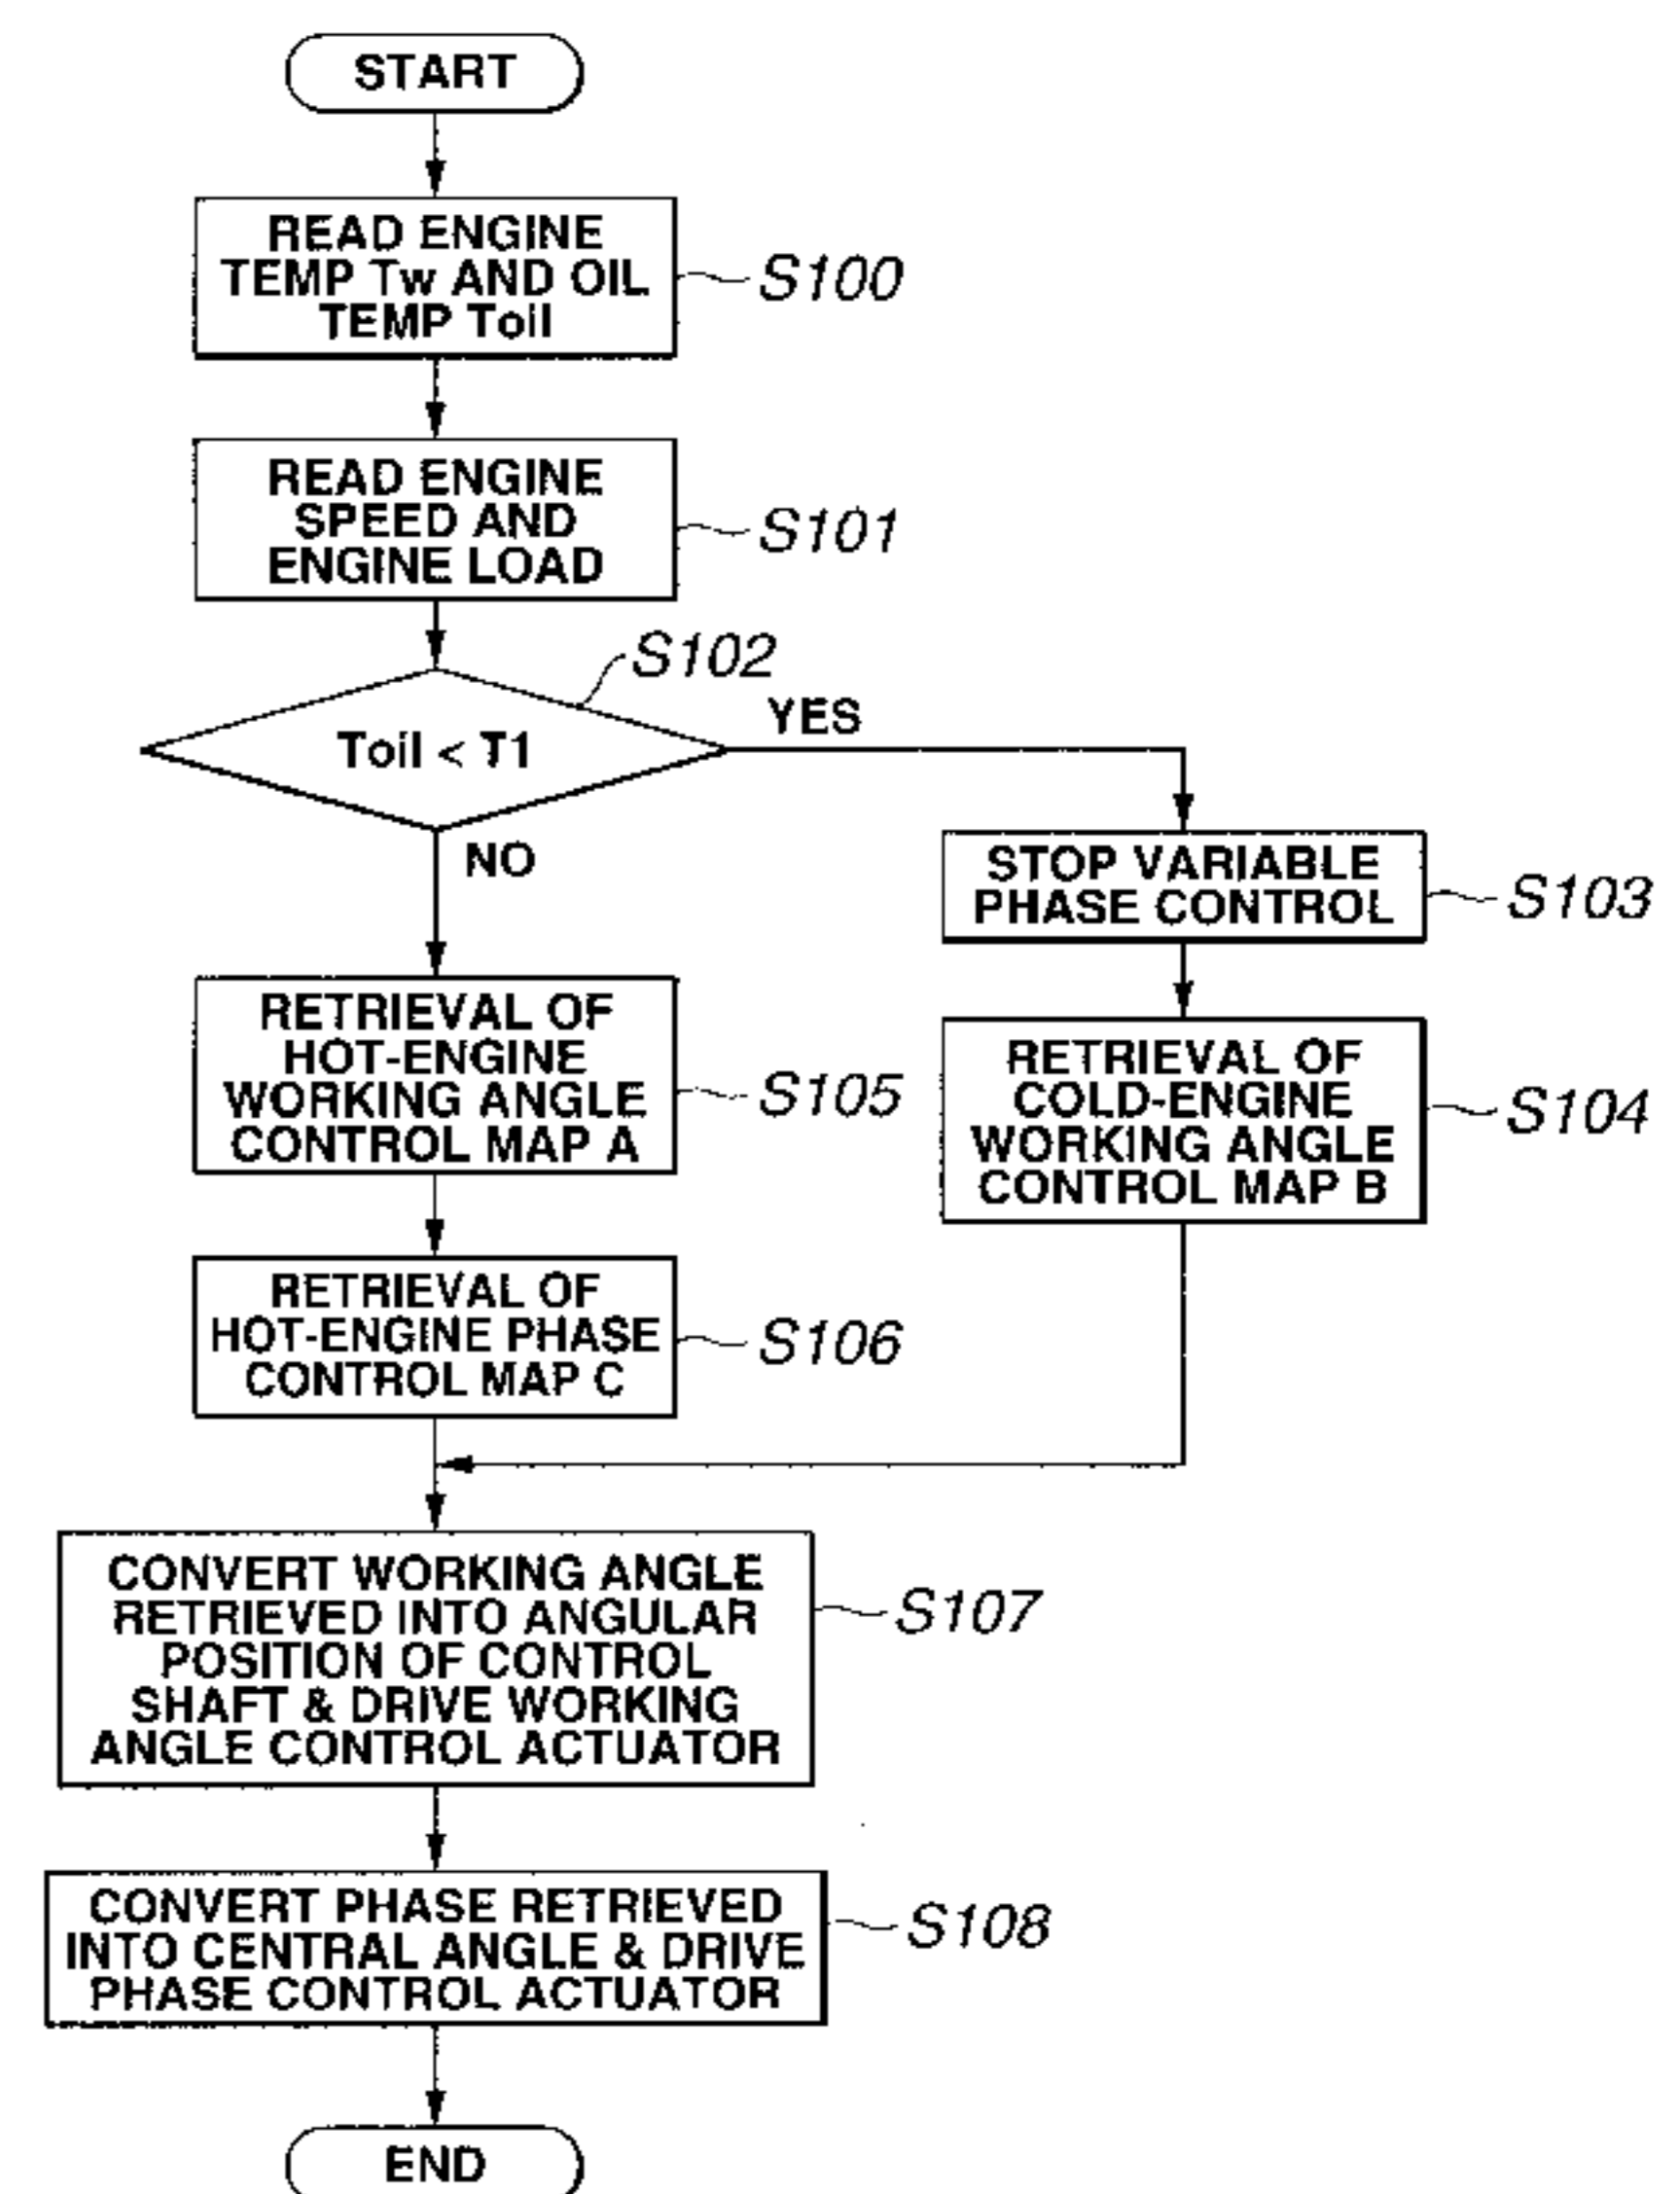 START
READ ENGINE
TEMP Tw AND OIL
TEMP Toil
S100
READ ENGINE
SPEED AND
ENGINE LOAD
S101
S102
Toil < T1
YES
NO
STOP VARIABLE
PHASE CONTROL
S103
RETRIEVAL OF
HOT-ENGINE
WORKING ANGLE
CONTROL MAP A
S105
RETRIEVAL OF
COLD-ENGINE
WORKING ANGLE
CONTROL MAP B
S104
RETRIEVAL OF
HOT-ENGINE PHASE
CONTROL MAP C
S106
CONVERT WORKING ANGLE
RETRIEVED INTO ANGULAR
POSITION OF CONTROL
SHAFT & DRIVE WORKING
ANGLE CONTROL ACTUATOR
S107
CONVERT PHASE RETRIEVED
INTO CENTRAL ANGLE & DRIVE
PHASE CONTROL ACTUATOR
S108
END